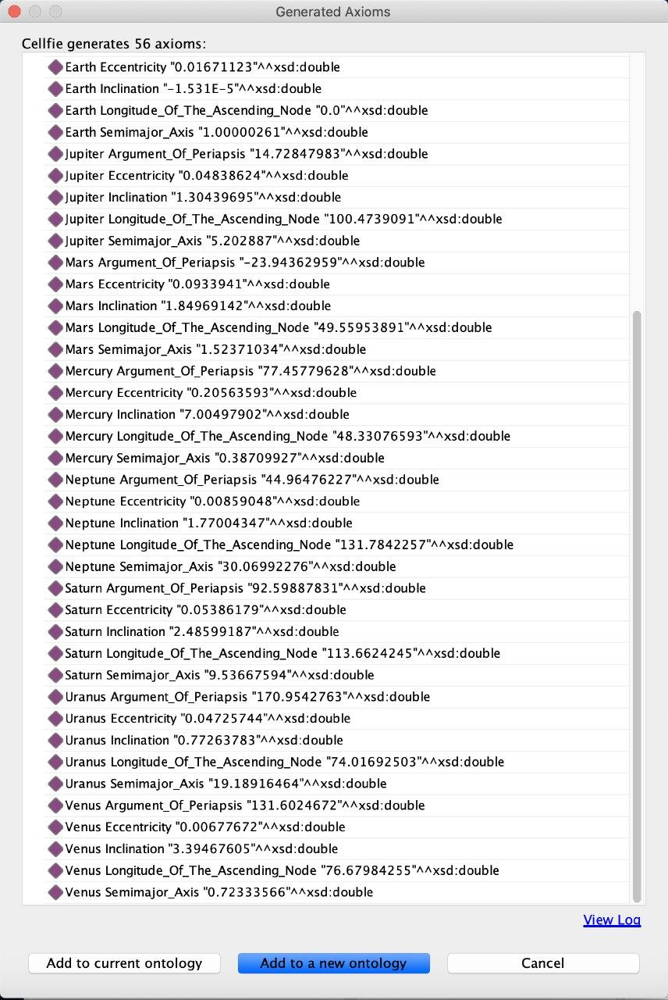 Generated Axioms
Cellfie generates 56 axioms:
Earth Eccentricity "0.01671123"^^xsd:double
Earth Inclination "-1.531E-5"^^xsd:double
Earth Longitude_Of_The_Ascending_Node "0.0"^^xsd:double
Earth Semimajor_Axis "1.00000261"^^xsd:double
Jupiter Argument_Of_Periapsis "14.72847983"^^xsd:double
Jupiter Eccentricity "0.04838624"^^xsd:double
Jupiter Inclination "1.30439695"^^xsd:double
Jupiter Longitude_Of_The_Ascending_Node "100.4739091"^^xsd:double
Jupiter Semimajor_Axis "5.202887"^^xsd:double
Mars Argument_Of_Periapsis "-23.94362959"^^xsd:double
Mars Eccentricity "0.0933941"^^xsd:double
Mars Inclination "1.84969142"^^xsd:double
Mars Longitude_Of_The_Ascending_Node "49.55953891"^^xsd:double
Mars Semimajor_Axis "1.52371034"^^xsd:double
Mercury Argument_Of_Periapsis "77.45779628"^^xsd:double
Mercury Eccentricity "0.20563593"^^xsd:double
Mercury Inclination "7.00497902"^^xsd:double
Mercury Longitude_Of_The_Ascending_Node "48.33076593"^^xsd:double
Mercury Semimajor_Axis "0.38709927"^^xsd:double
Neptune Argument_Of_Periapsis "44.96476227"^^xsd:double
Neptune Eccentricity "0.00859048"^^xsd:double
Neptune Inclination "1.77004347"^^xsd:double
Neptune Longitude_Of_The_Ascending_Node "131.7842257"^^xsd:double
Neptune Semimajor_Axis "30.06992276"^^xsd:double
Saturn Argument_Of_Periapsis "92.59887831"^^xsd:double
Saturn Eccentricity "0.05386179"^^xsd:double
Saturn Inclination "2.48599187"^^xsd:double
Saturn Longitude_Of_The_Ascending_Node "113.6624245"^^xsd:double
Saturn Semimajor_Axis "9.53667594"^^xsd:double
Uranus Argument_Of_Periapsis "170.9542763"^^xsd:double
Uranus Eccentricity "0.04725744"^^xsd:double
Uranus Inclination "0.77263783"^^xsd:double
Uranus Longitude_Of_The_Ascending_Node "74.01692503"^^xsd:double
Uranus Semimajor_Axis "19.18916464"^^xsd:double
Venus Argument_Of_Periapsis "131.6024672"^^xsd:double
Venus Eccentricity "0.00677672"^^xsd:double
Venus Inclination "3.39467605"^^xsd:double
Venus Longitude_Of_The_Ascending_Node "76.67984255"^^xsd:double
Venus Semimajor_Axis "0.72333566"^^xsd:double
View Log
Add to current ontology
Add to a new ontology
Cancel